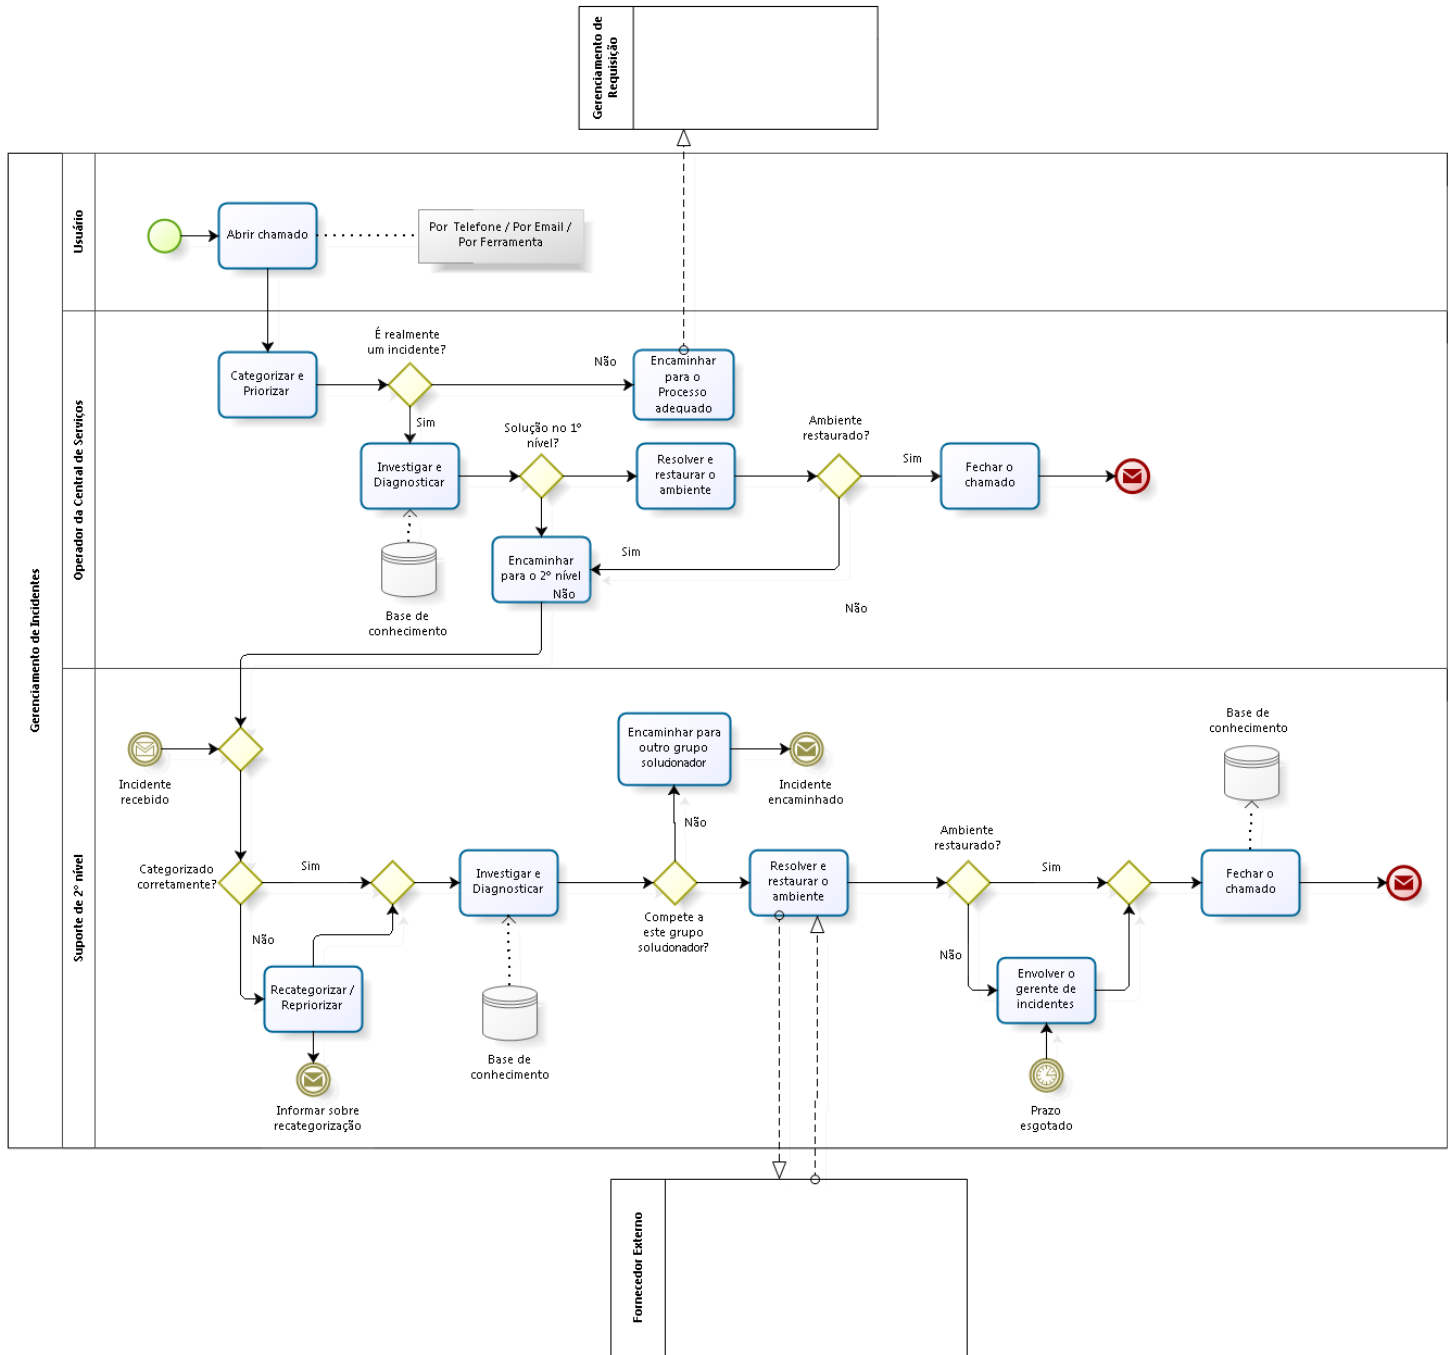 Gerenciamento de
Requisição
Gerenciamento de Incidentes
Usuário
Abrir chamado
Por Telefone / Por Email /
Por Ferramenta
Operador da Central de Serviços
Categorizar e
Priorizar
É realmente
um incidente?
Não
Encaminhar
para o
Processo
adequado
Sim
Investigar e
Diagnosticar
Solução no 1º
nível?
Resolver e
restaurar o
ambiente
Ambiente
restaurado?
Sim
Fechar o
chamado
Base de
conhecimento
Encaminhar
para o 2º nível
Não
Sim
Não
Suporte de 2º nível
Incidente
recebido
Encaminhar para
outro grupo
solucionador
Incidente
encaminhado
Base de
conhecimento
Categorizado
corretamente?
Sim
Não
Investigar e
Diagnosticar
Não
Compete a
este grupo
solucionador?
Resolver e
restaurar o
ambiente
Ambiente
restaurado?
Sim
Fechar o
chamado
Recategorizar /
Repriorizar
Base de
conhecimento
Não
Envolver o
gerente de
incidentes
Informar sobre
recategorização
Prazo
esgotado
Fornecedor Externo